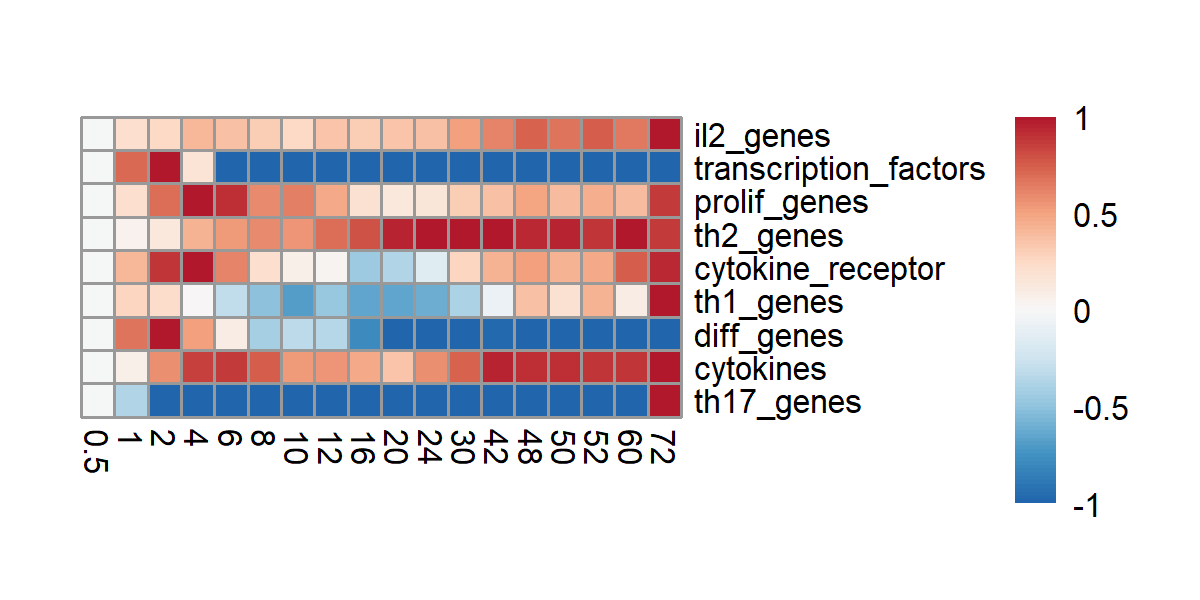 il2_genes
transcription_factors
prolif_genes
th2_genes
cytokine_receptor
th1_genes
diff_genes
cytokines
th17_genes
0.5 1 2 4 6 8 10 12 16 20 24 30 42 48 50 52 60 72
1
0.5
0
-0.5
-1